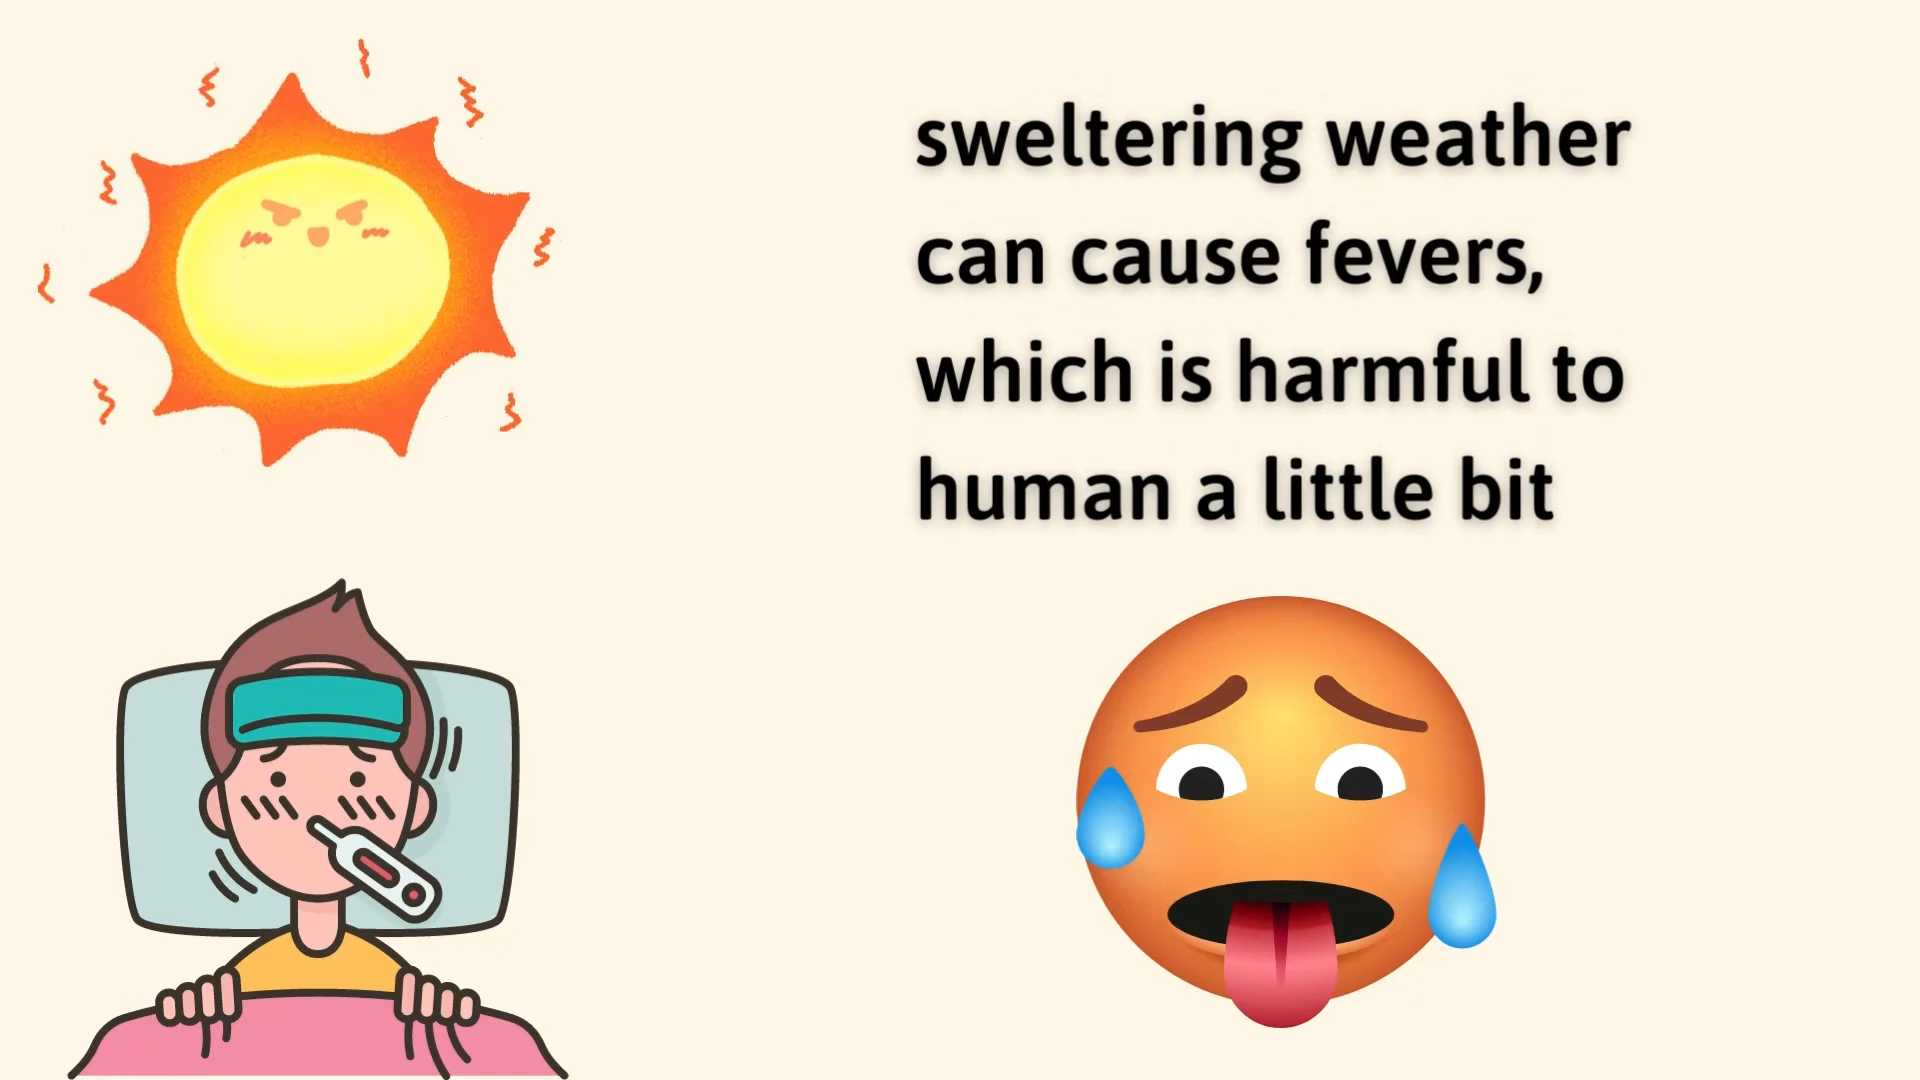 sweltering weather
can cause fevers,
which is harmful to
human a little bit